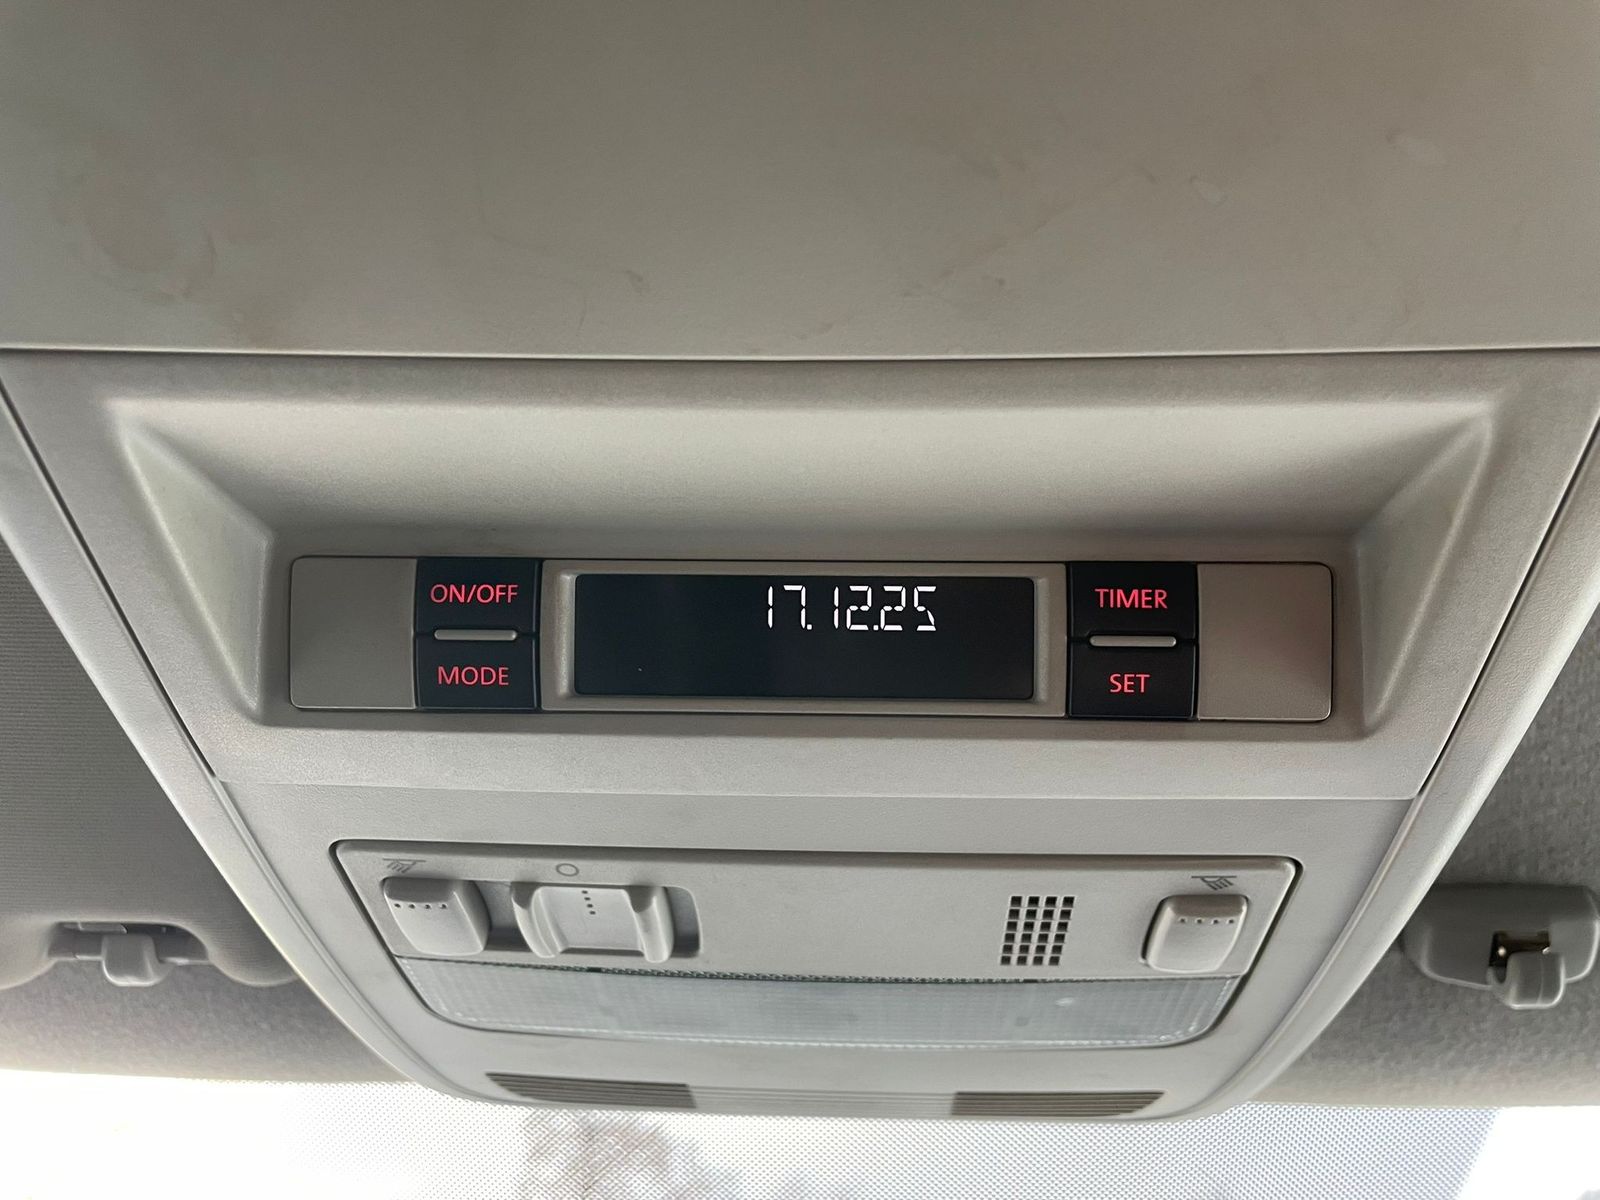 ON/OFF
MODE
17.12.25
TIMER
SET